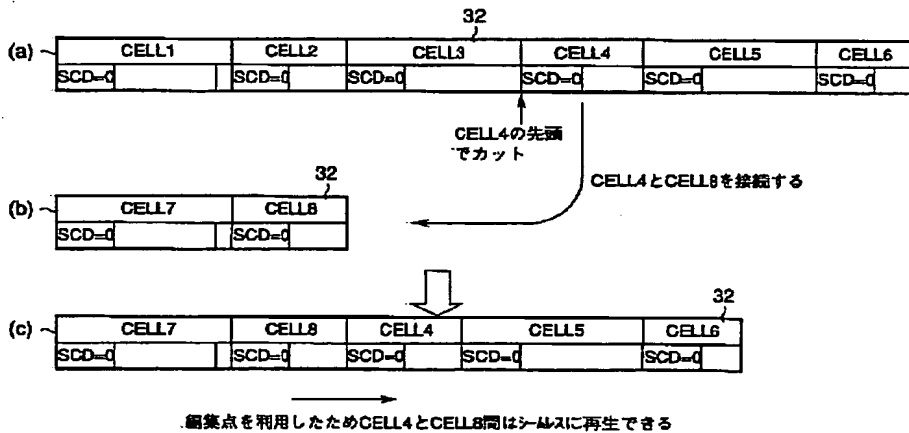 32
(a) CELL1 CELL2 CELL3 CELL4 CELL5 CELL6
SCD=0 SCD=0 SCD=0 SCD=0 SCD=0 SCD=0
CELL4の先頭
でカット
CELL4とCELL8を接続する
32
(b) CELL7 CELL8
SCD=0 SCD=0
32
(c) CELL7 CELL8 CELL4 CELL5 CELL6
SCD=0 SCD=0 SCD=0 SCD=0 SCD=0
編集点を利用したためCELL4とCELL8間はシームレスに再生できる